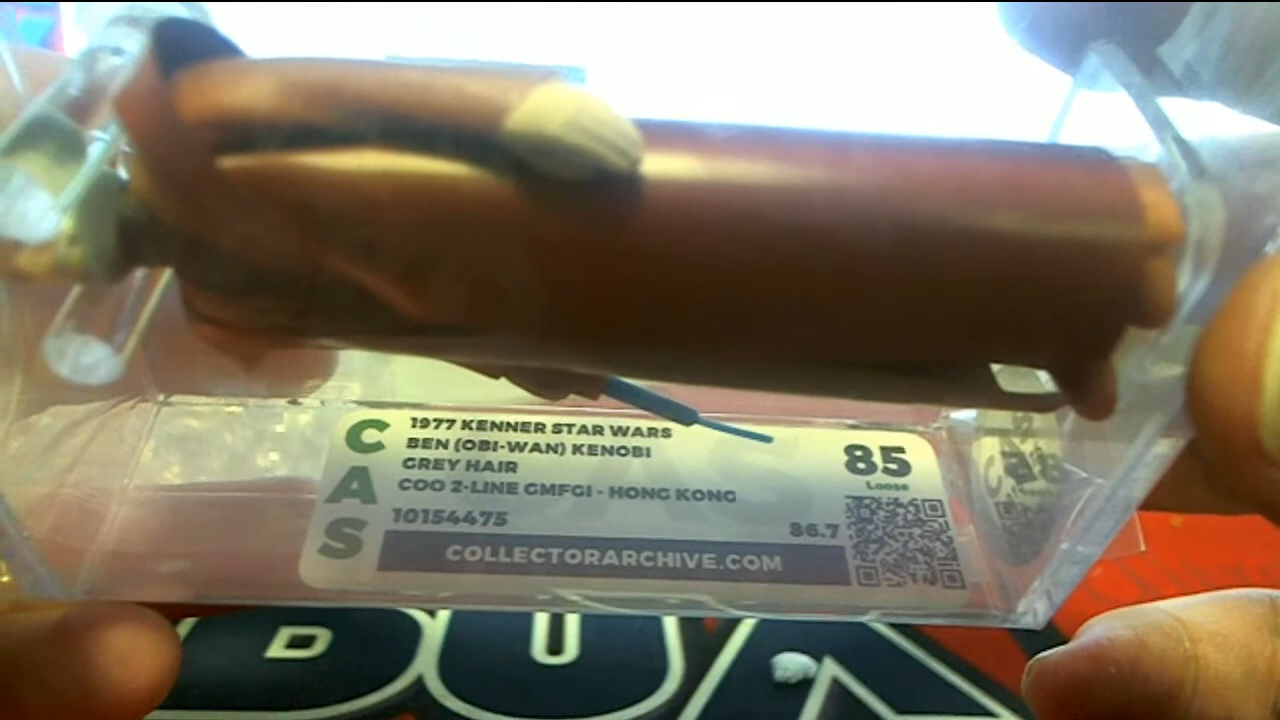 CAS
1977 KENNER STAR WARS
BEN (OBI-WAN) KENOBI
GREY HAIR
COO 2-LINE GMFGI - HONG KONG
10154475
85
Loose
86.7
COLLECTORARCHIVE.COM
D U